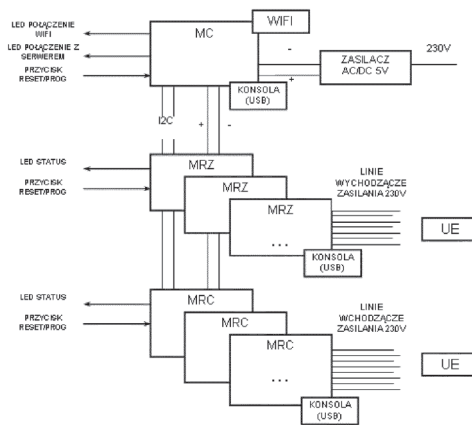 LED POŁĄCZENIE
WIFI
MC
WIFI
LED POŁĄCZENIE Z
SERWEREM
-
ZASILACZ
AC/DC 5V
230V
PRZYCISK
RESET/PROG
+
KONSOLA
(USB)
I2C
+
-
LED STATUS
MRZ
LINIE
WYCHODZĄCE
ZASILANIA 230V
PRZYCISK
RESET/PROG
MRZ
MRZ
UE
...
KONSOLA
(USB)
LED STATUS
MRC
LINIE
WCHODZĄCE
ZASILANIA 230V
PRZYCISK
RESET/PROG
MRC
MRC
UE
...
KONSOLA
(USB)